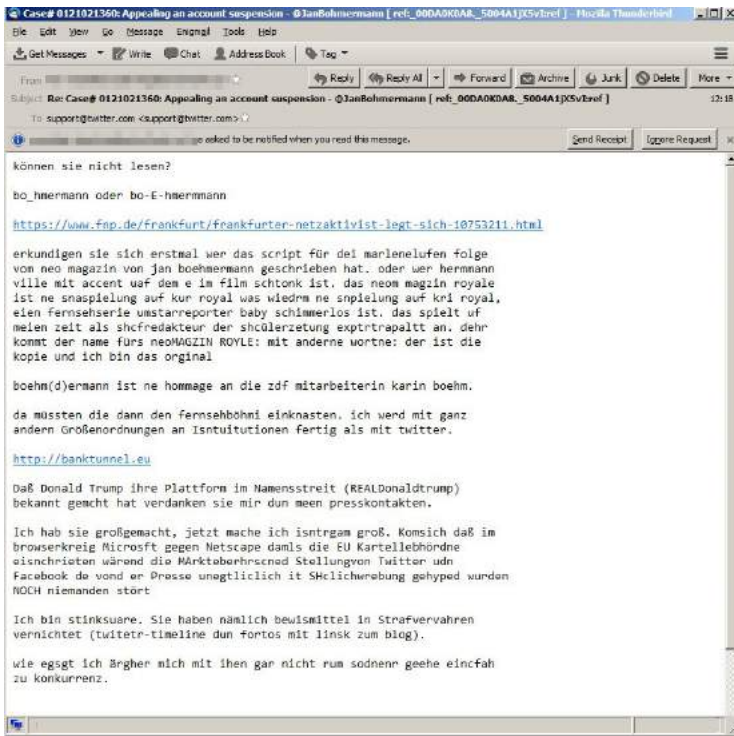 Case# 0121021360: Appealing an account suspension - @JanBohmermann [ ref:_00DA0K0A8._5004A1JX5v:ref ] - Mozilla Thunderbird
File Edit View Go Message Enigmail Tools Help
Get Messages Write Chat Address Book Tag
From Reply Reply All Forward Archive Junk Delete More
Subject Re: Case# 0121021360: Appealing an account suspension - @JanBohmermann [ ref:_00DA0K0A8._5004A1JX5v:ref ] 12:18
To support@twitter.com <support@twitter.com>
asked to be notified when you read this message. Send Receipt Ignore Request
können sie nicht lesen?
bo_hmermann oder bo-E-hmermmann
https://www.fnp.de/frankfurt/frankfurter-netzaktivist-legt-sich-10753211.html
erkundigen sie sich erstmal wer das script für dei marlenelufen folge
von neo magazin von jan boehmermann geschrieben hat. oder wer hermmann
ville mit accent uaf dem e im film schtonk ist. das neom magzin royale
ist ne snaspielung auf kur royal was wiedrm ne snpielung auf kri royal,
eien fernsehserie umstarreporter baby schimmerlos ist. das spielt uf
meien zeit als shcfredakteur der shcülerzetung exptrtrapaltt an. dehr
kommt der name fürs neoMAGZIN ROYLE: mit anderne wortne: der ist die
kopie und ich bin das orginal
boehm(d)ermann ist ne hommage an die zdf mitarbeiterin karin boehm.
da müssten die dann den fernsehböhmi einknasten. ich werd mit ganz
andern Größenordnungen an Isntuitutionen fertig als mit twitter.
http://banktunnel.eu
Daß Donald Trump ihre Plattform im Namensstreit (REALDonaldtrump)
bekannt gemcht hat verdanken sie mir dun meen presskontakten.
Ich hab sie großgemacht, jetzt mache ich isntrgam groß. Komsich daß im
browserkreig Microsft gegen Netscape damls die EU Kartellebhördne
eisnchrieten wärend die MArkteberhrscned Stellungvon Twitter udn
Facebook de vond er Presse unegtliclich it SHclichwrebung gehyped wurden
NOCH niemanden stört
Ich bin stinksuare. Sie haben nämlich bewismittel in Strafvervahren
vernichtet (twitetr-timeline dun fortos mit linsk zum blog).
wie egsgt ich ärgher mich mit ihen gar nicht rum sodnenr geehe eincfah
zu konkurrenz.